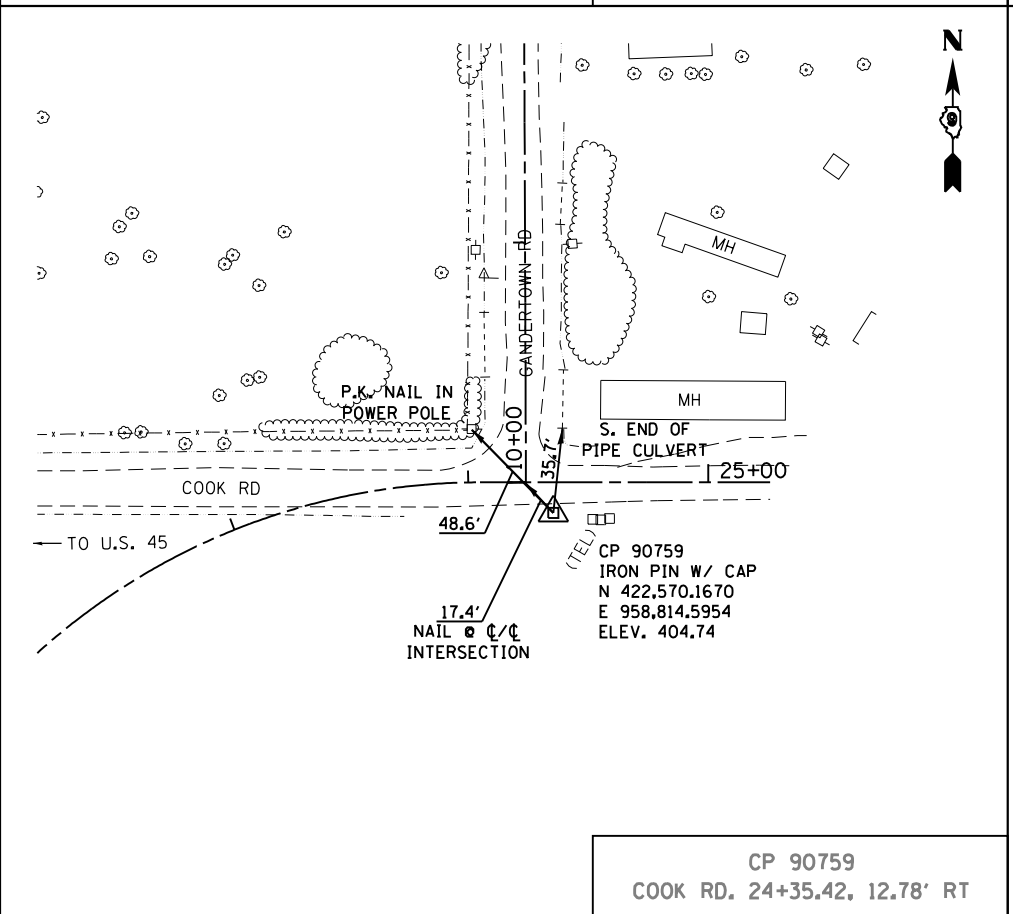 N
MH
GANDERTOWN RD
P.K. NAIL IN
POWER POLE
MH
10+00
35.7'
S. END OF
PIPE CULVERT
25+00
COOK RD
48.6'
TO U.S. 45
(TEL)
CP 90759
IRON PIN W/ CAP
N 422,570.1670
E 958,814.5954
ELEV. 404.74
17.4'
NAIL @ ℄/℄
INTERSECTION
CP 90759
COOK RD. 24+35.42, 12.78' RT